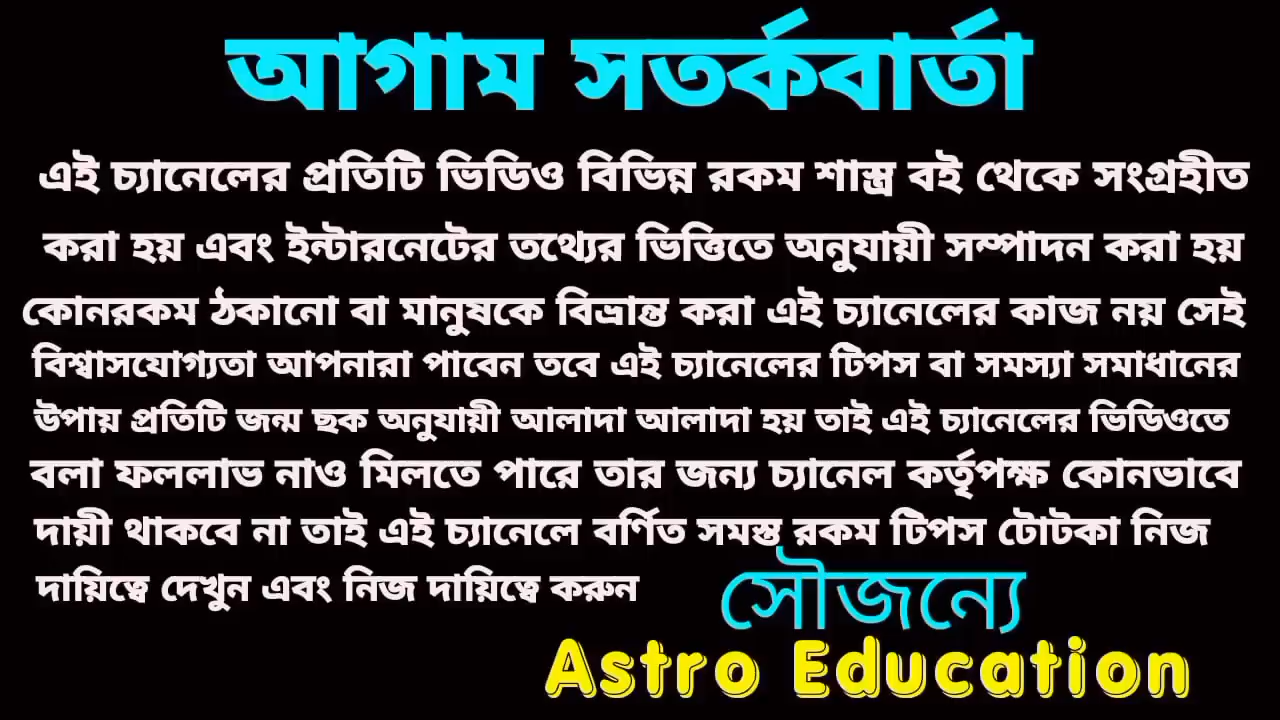 আগাম সতর্কবার্তা
এই চ্যানেলের প্রতিটি ভিডিও বিভিন্ন রকম শাস্ত্র বই থেকে সংগ্রহীত
করা হয় এবং ইন্টারনেটের তথ্যের ভিত্তিতে অনুযায়ী সম্পাদন করা হয়
কোনরকম ঠকানো বা মানুষকে বিভ্রান্ত করা এই চ্যানেলের কাজ নয় সেই
বিশ্বাসযোগ্যতা আপনারা পাবেন তবে এই চ্যানেলের টিপস বা সমস্যা সমাধানের
উপায় প্রতিটি জন্ম ছক অনুযায়ী আলাদা আলাদা হয় তাই এই চ্যানেলের ভিডিওতে
বলা ফললাভ নাও মিলতে পারে তার জন্য চ্যানেল কর্তৃপক্ষ কোনভাবে
দায়ী থাকবে না তাই এই চ্যানেলে বর্ণিত সমস্ত রকম টিপস টোটকা নিজ
দায়িত্বে দেখুন এবং নিজ দায়িত্বে করুন
সৌজন্যে
Astro Education